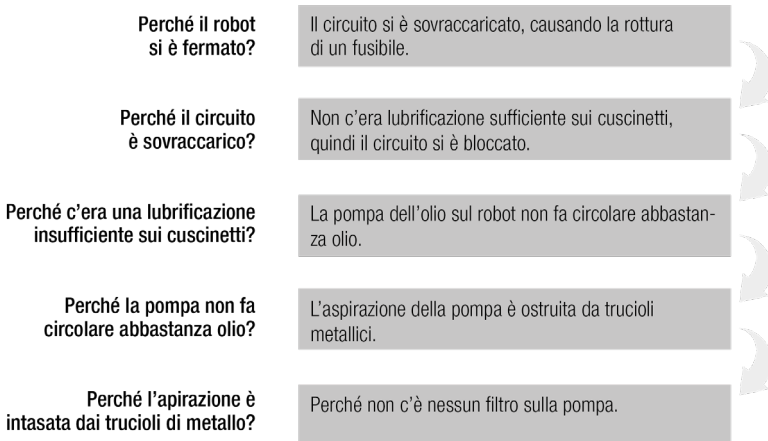 Perché il robot
si è fermato?
Il circuito si è sovraccaricato, causando la rottura
di un fusibile.
Perché il circuito
è sovraccarico?
Non c'era lubrificazione sufficiente sui cuscinetti,
quindi il circuito si è bloccato.
Perché c'era una lubrificazione
insufficiente sui cuscinetti?
La pompa dell'olio sul robot non fa circolare abbastan-
za olio.
Perché la pompa non fa
circolare abbastanza olio?
L'aspirazione della pompa è ostruita da trucioli
metallici.
Perché l'apirazione è
intasata dai trucioli di metallo?
Perché non c'è nessun filtro sulla pompa.